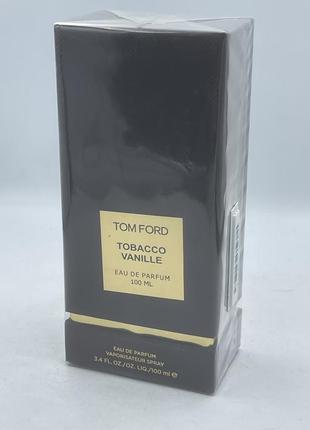 TOM FORD
TOBACCO
VANILLE
EAU DE PARFUM
100 ML
EAU DE PARFUM
VAPORISATEUR SPRAY
3.4 FL. OZ./OZ. LIQ./100 ml ℮